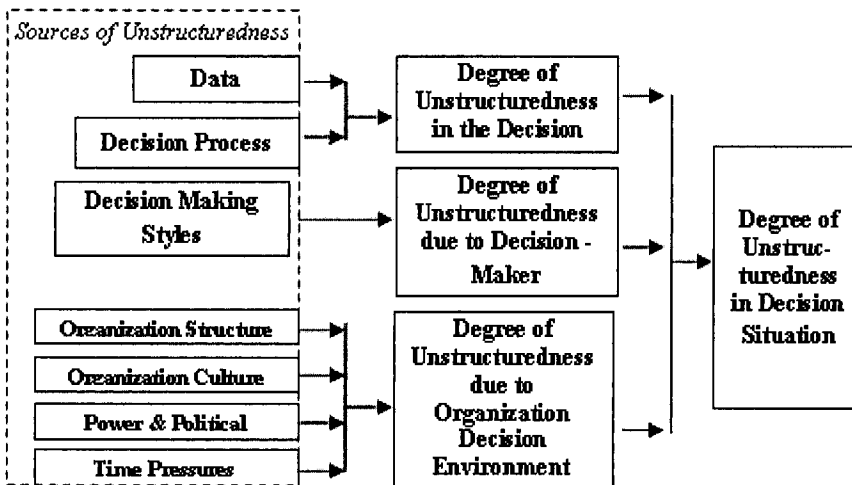 Sources of Unstructuredness
Data
Decision Process
Decision Making
Styles
Organization Structure
Organization Culture
Power & Political
Time Pressures
Degree of
Unstructuredness
in the Decision
Degree of
Unstructuredness
due to Decision -
Maker
Degree of
Unstructuredness
due to
Organization
Decision
Environment
Degree of
Unstruc-
turedness
in Decision
Situation